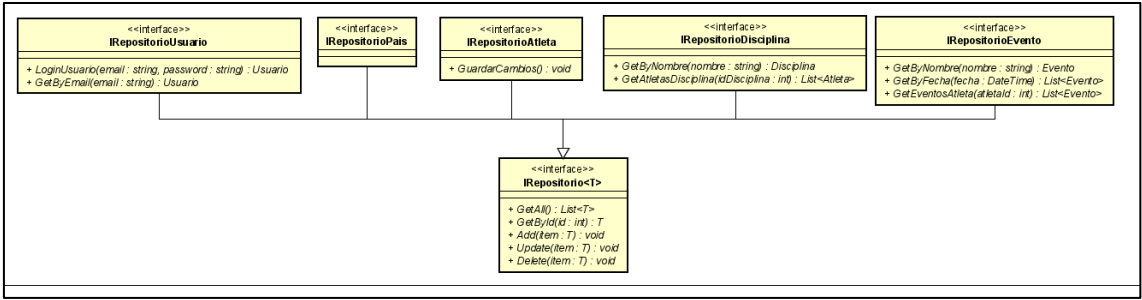 <<interface>>
IRepositorioUsuario
+ LoginUsuario(email : string, password : string) : Usuario
+ GetByEmail(email : string) : Usuario
<<interface>>
IRepositorioPais
<<interface>>
IRepositorioAtleta
+ GuardarCambios() : void
<<interface>>
IRepositorioDisciplina
+ GetByNombre(nombre : string) : Disciplina
+ GetAtletasDisciplina(idDisciplina : int) : List<Atleta>
<<interface>>
IRepositorioEvento
+ GetByNombre(nombre : string) : Evento
+ GetByFecha(fecha : DateTime) : List<Evento>
+ GetEventosAtleta(atletaId : int) : List<Evento>
<<interface>>
IRepositorio<T>
+ GetAll() : List<T>
+ GetById(id : int) : T
+ Add(item : T) : void
+ Update(item : T) : void
+ Delete(item : T) : void